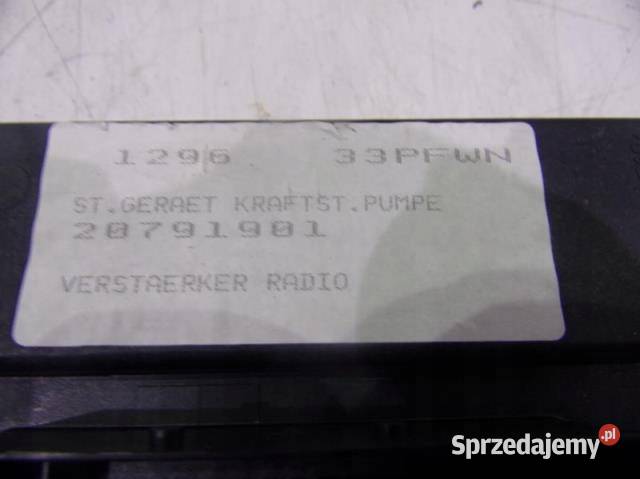 1296 33PFWN
ST.GERAET KRAFTST.PUMPE
20791901
VERSTAERKER RADIO
Sprzedajemy.pl